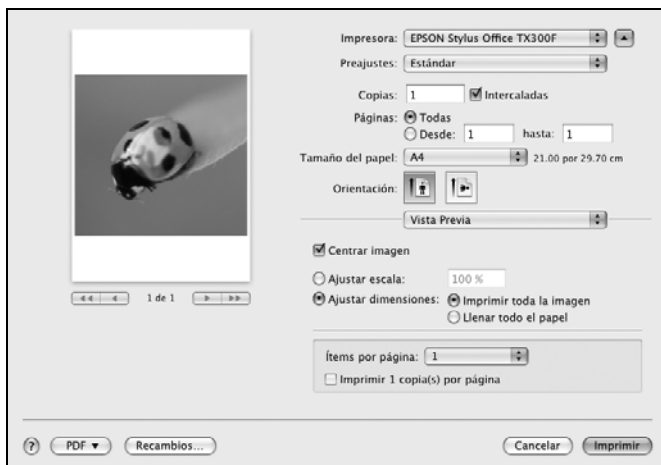 Impresora: EPSON Stylus Office TX300F
Preajustes: Estándar
Copias: 1 Intercaladas
Páginas: Todas
Desde: 1 hasta: 1
Tamaño del papel: A4 21.00 por 29.70 cm
Orientación:
Vista Previa
Centrar imagen
Ajustar escala: 100 %
Ajustar dimensiones: Imprimir toda la imagen
Llenar todo el papel
1 de 1
Ítems por página: 1
Imprimir 1 copia(s) por página
? PDF Recambios... Cancelar Imprimir